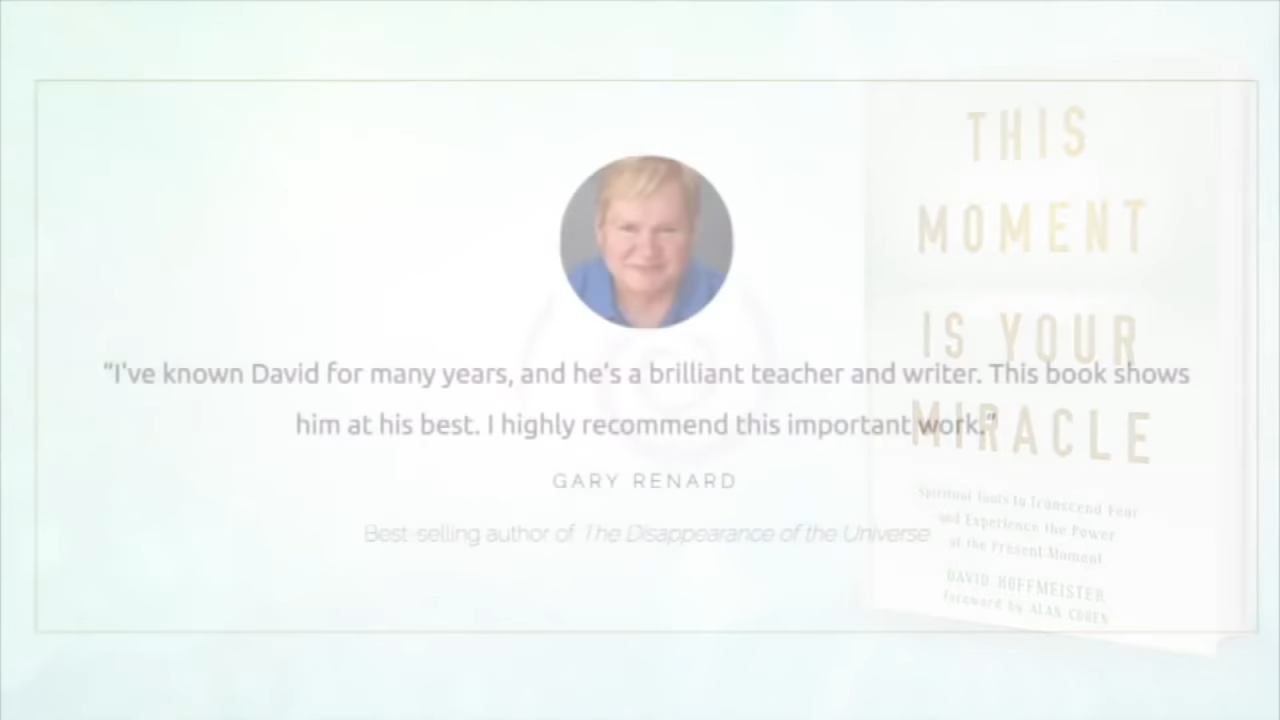 "I've known David for many years, and he's a brilliant teacher and writer. This book shows
him at his best. I highly recommend this important work."
GARY RENARD
Best-selling author of The Disappearance of the Universe
THIS
MOMENT
IS YOUR
MIRACLE
Spiritual Tools to Transcend Fear
and Experience the Power
of the Present Moment
DAVID HOFFMEISTER
Foreword by ALAN COHEN